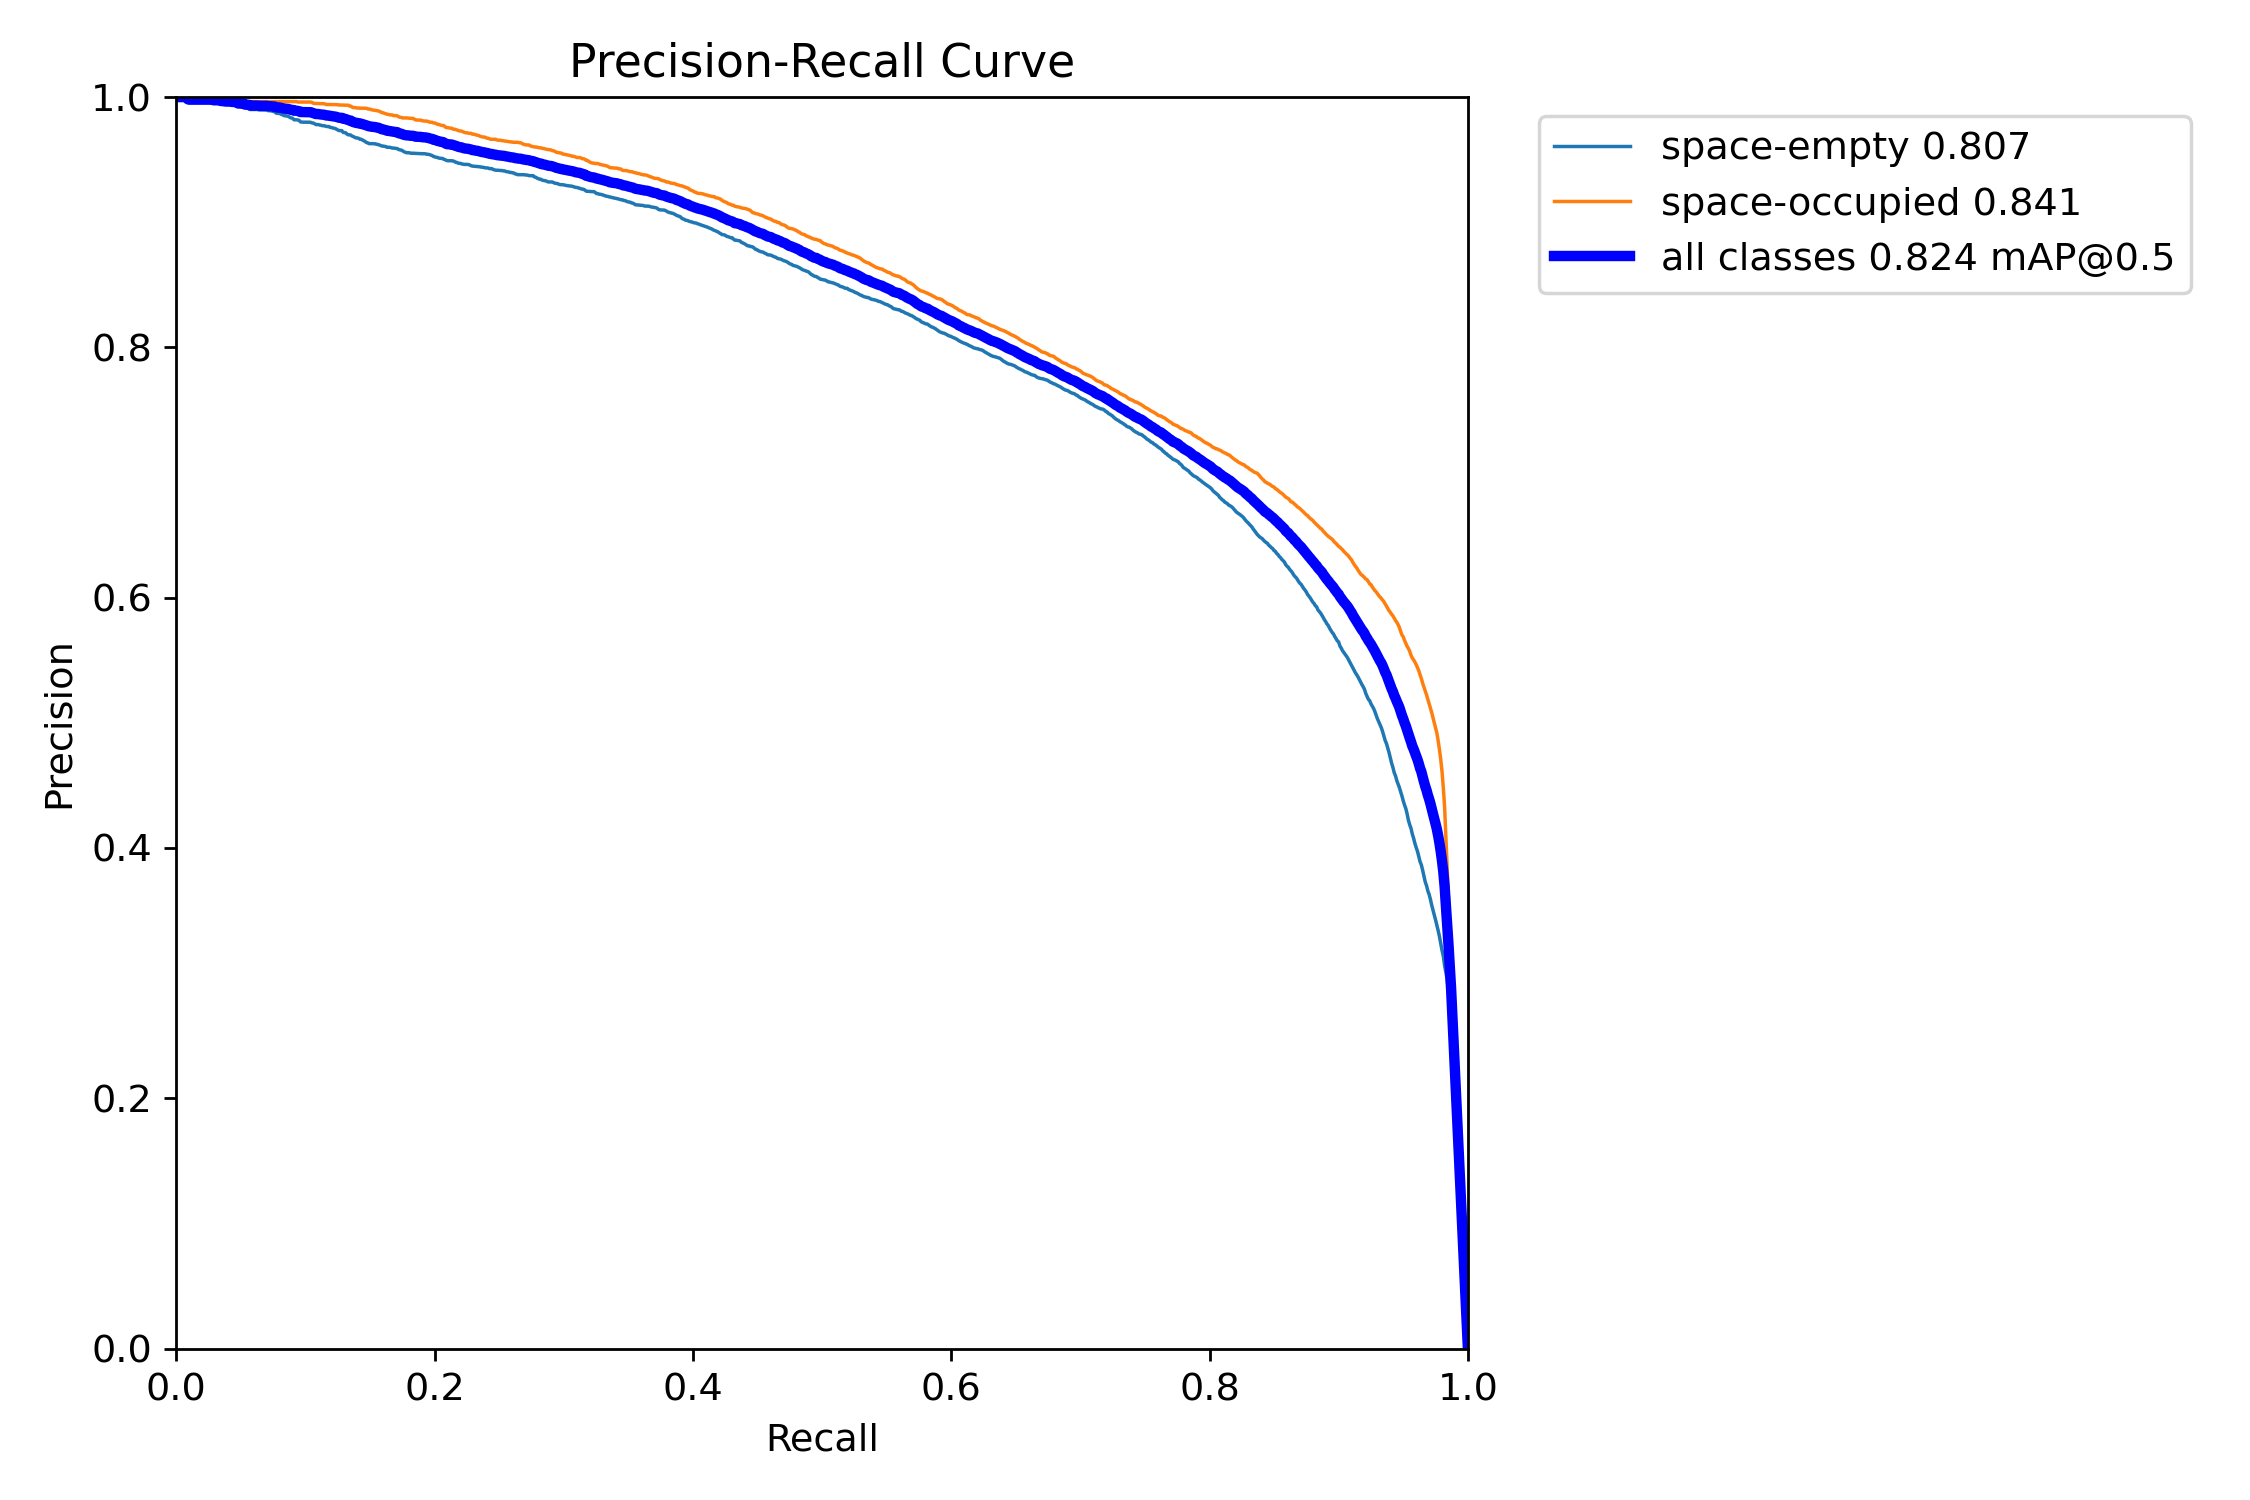 Precision-Recall Curve
1.0
0.8
0.6
0.4
0.2
0.0
Precision
0.0 0.2 0.4 0.6 0.8 1.0
Recall
space-empty 0.807
space-occupied 0.841
all classes 0.824 mAP@0.5